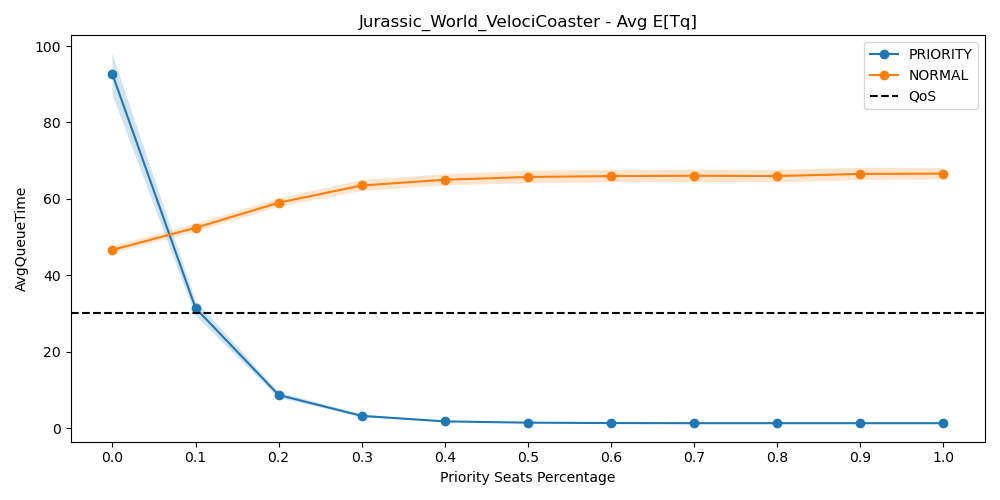 Jurassic_World_VelociCoaster - Avg E[Tq]
PRIORITY
NORMAL
QoS
AvgQueueTime
100
80
60
40
20
0
0.0 0.1 0.2 0.3 0.4 0.5 0.6 0.7 0.8 0.9 1.0
Priority Seats Percentage